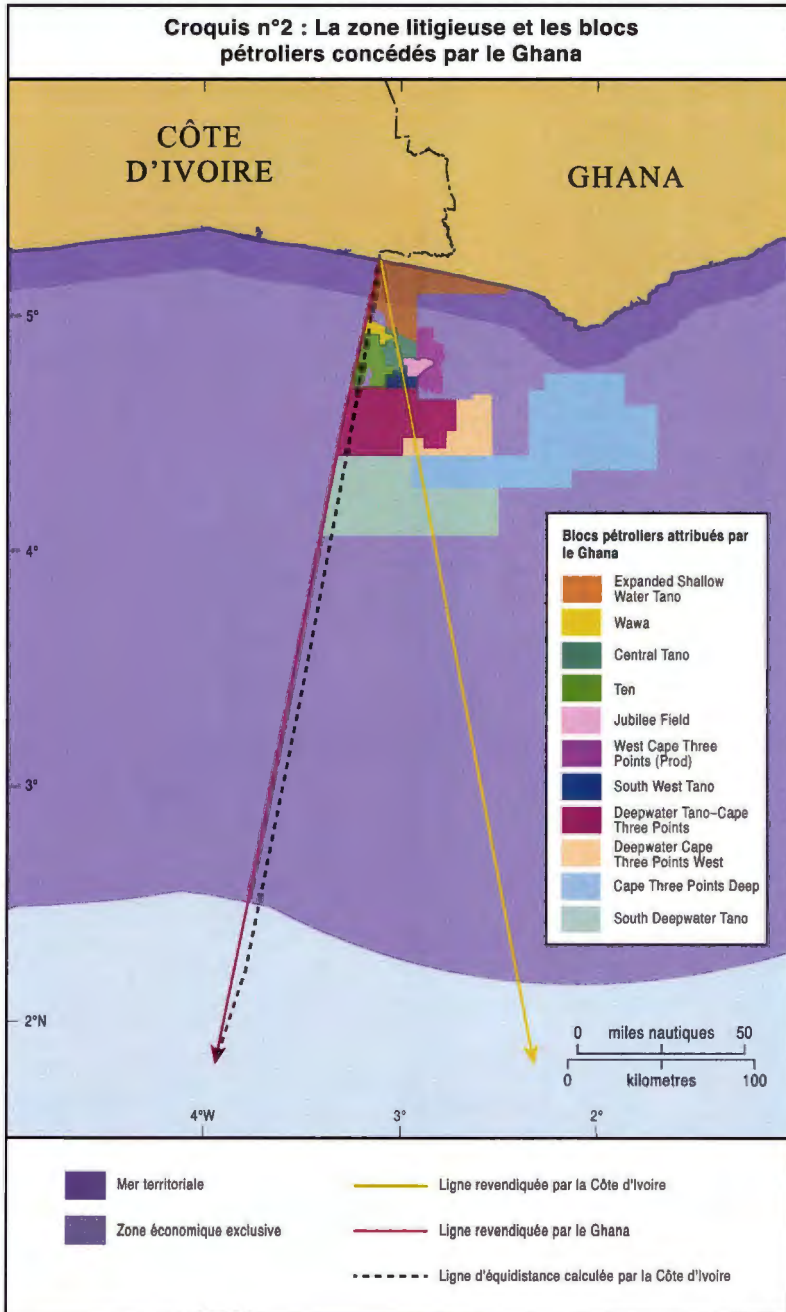 Croquis n°2 : La zone litigieuse et les blocs
pétroliers concédés par le Ghana
CÔTE
D'IVOIRE
GHANA
5°
4°
3°
2°N
4°W
3°
2°
Blocs pétroliers attribués par
le Ghana
Expanded Shallow
Water Tano
Wawa
Central Tano
Ten
Jubilee Field
West Cape Three
Points (Prod)
South West Tano
Deepwater Tano–Cape
Three Points
Deepwater Cape
Three Points West
Cape Three Points Deep
South Deepwater Tano
0 miles nautiques 50
0 kilometres 100
Mer territoriale
Zone économique exclusive
Ligne revendiquée par la Côte d'Ivoire
Ligne revendiquée par le Ghana
Ligne d'équidistance calculée par la Côte d'Ivoire